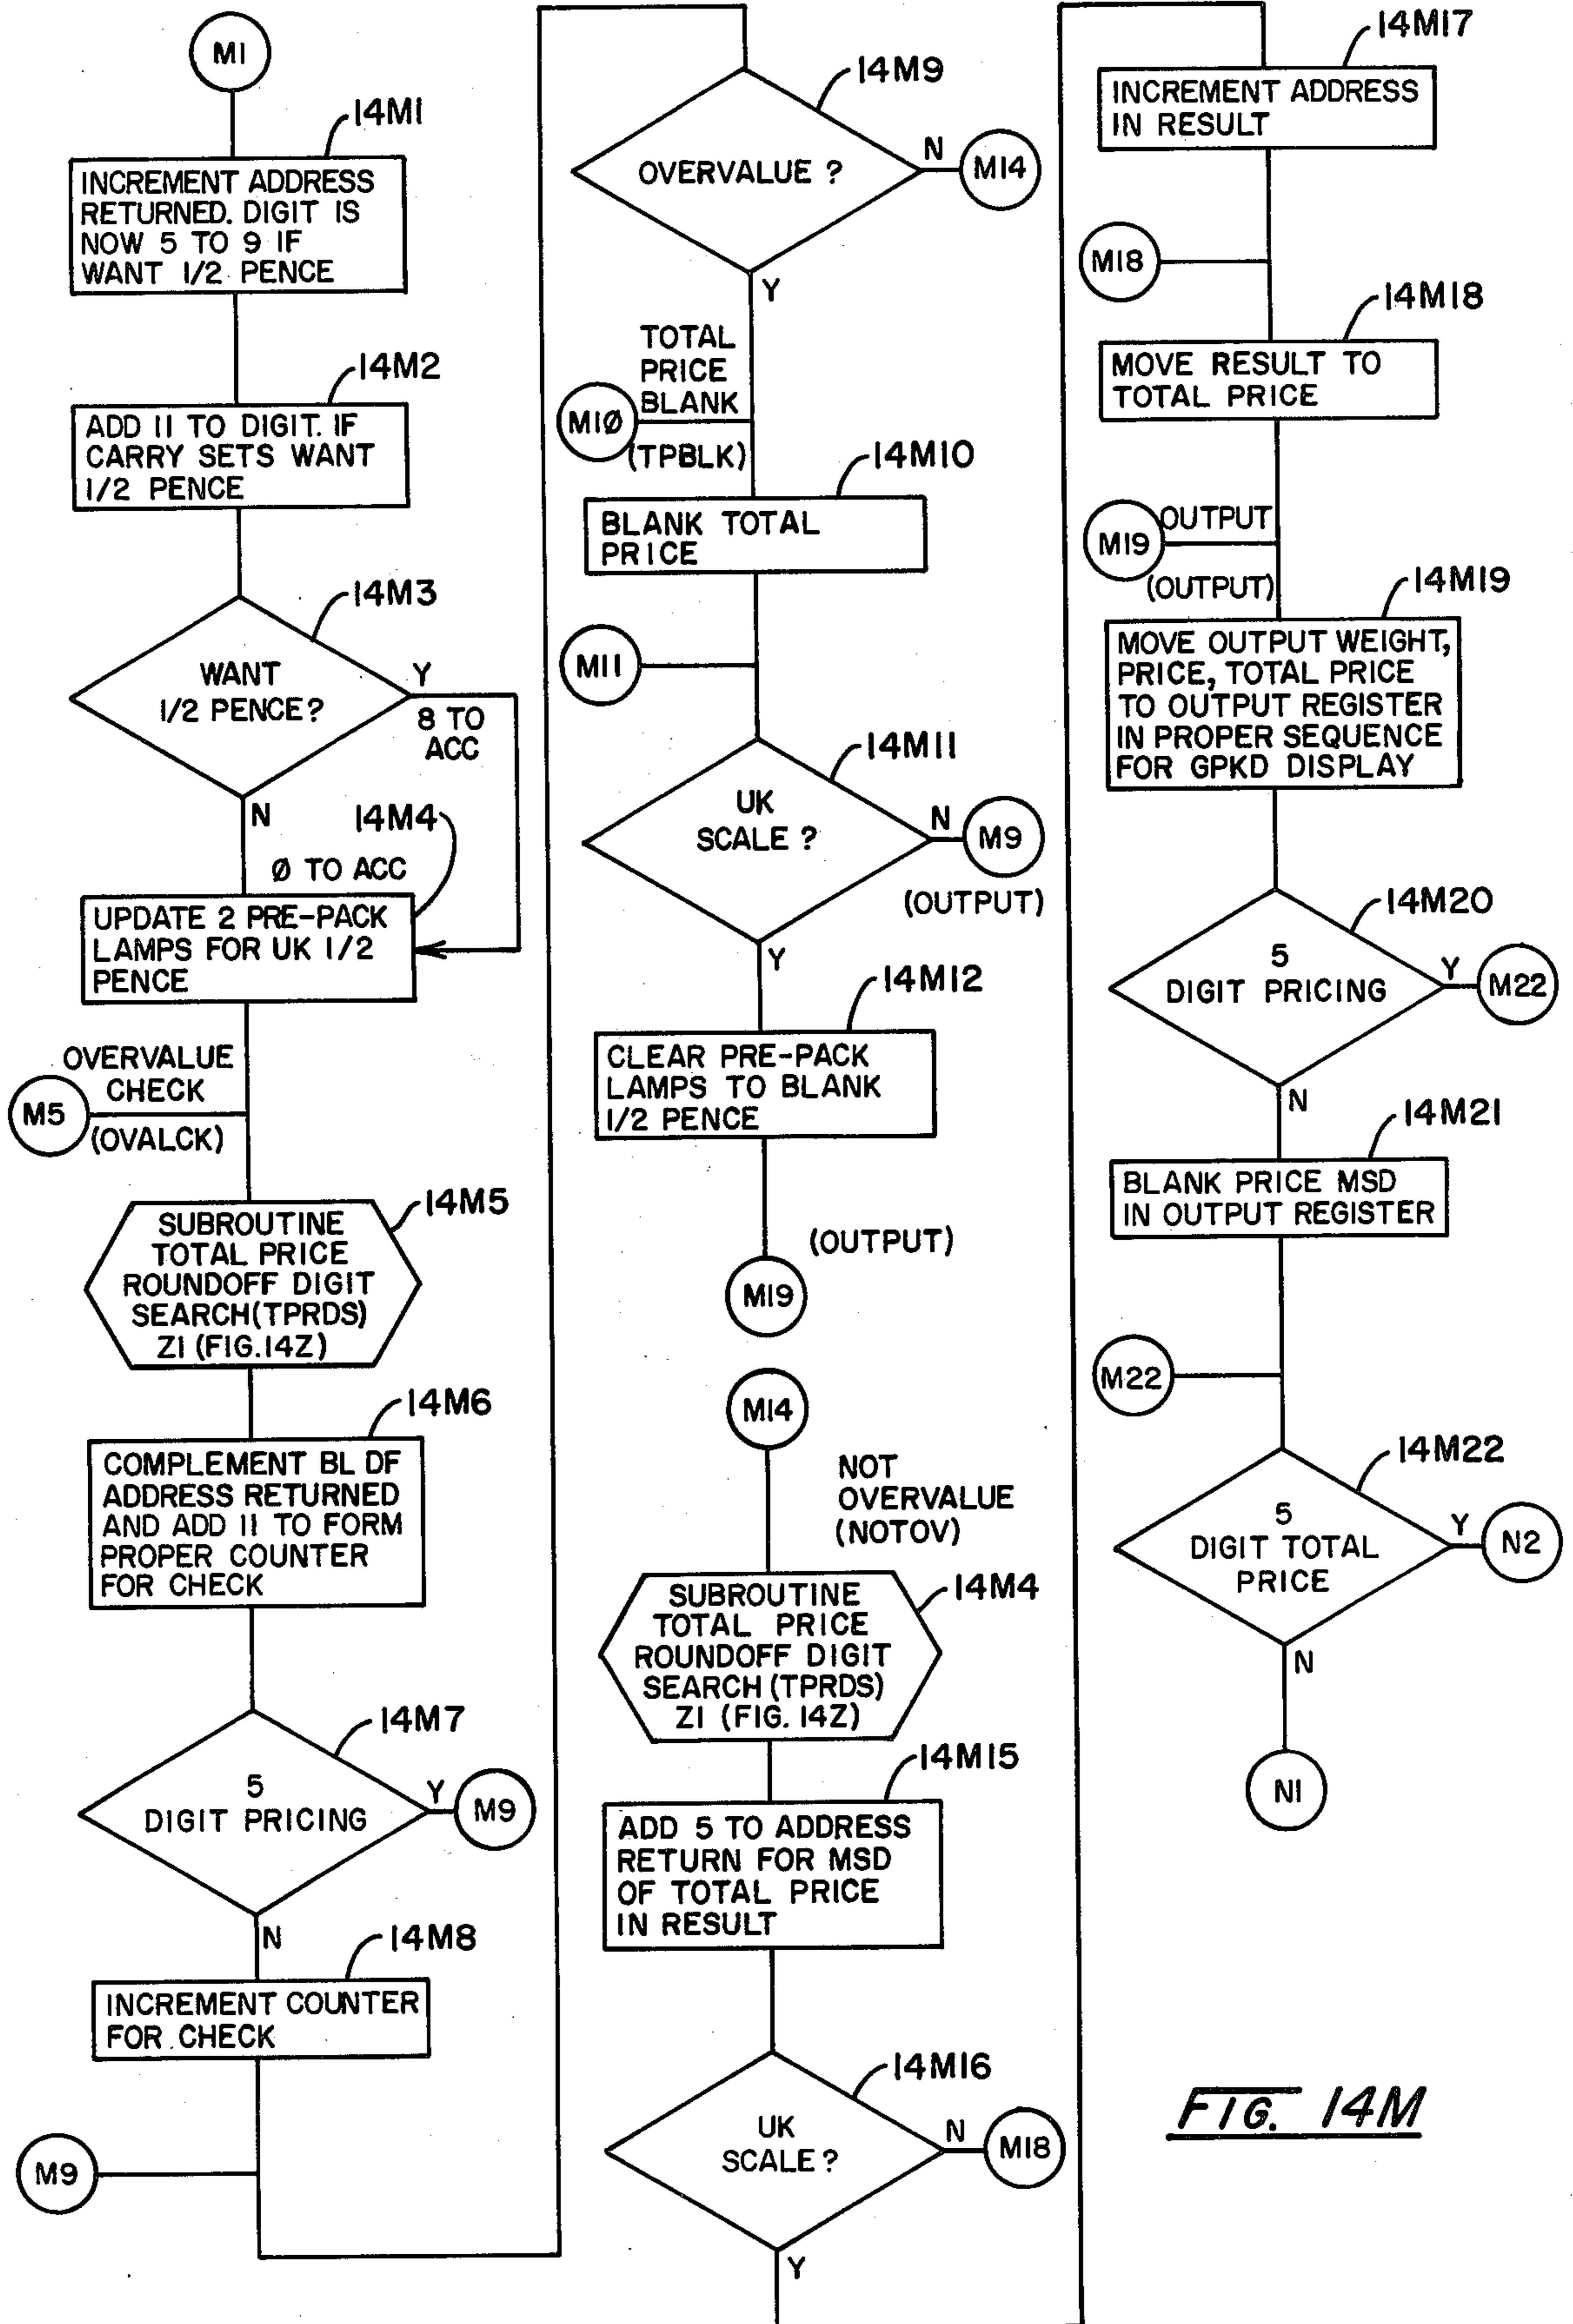 M1
14M1
INCREMENT ADDRESS
RETURNED. DIGIT IS
NOW 5 TO 9 IF
WANT 1/2 PENCE
14M2
ADD 11 TO DIGIT. IF
CARRY SETS WANT
1/2 PENCE
14M3
WANT
1/2 PENCE?
Y
8 TO
ACC
N
14M4
Ø TO ACC
UPDATE 2 PRE-PACK
LAMPS FOR UK 1/2
PENCE
OVERVALUE
CHECK
M5
(OVALCK)
14M5
SUBROUTINE
TOTAL PRICE
ROUNDOFF DIGIT
SEARCH(TPRDS)
Z1 (FIG.14Z)
14M6
COMPLEMENT BL DF
ADDRESS RETURNED
AND ADD 11 TO FORM
PROPER COUNTER
FOR CHECK
14M7
5
DIGIT PRICING
Y
M9
N
14M8
INCREMENT COUNTER
FOR CHECK
M9
14M9
OVERVALUE ?
N
M14
Y
TOTAL
PRICE
BLANK
M1Ø
(TPBLK)
14M10
BLANK TOTAL
PRICE
M11
14M11
UK
SCALE ?
N
M9
(OUTPUT)
Y
14M12
CLEAR PRE-PACK
LAMPS TO BLANK
1/2 PENCE
(OUTPUT)
M19
M14
NOT
OVERVALUE
(NOTOV)
14M4
SUBROUTINE
TOTAL PRICE
ROUNDOFF DIGIT
SEARCH (TPRDS)
Z1 (FIG. 14Z)
14M15
ADD 5 TO ADDRESS
RETURN FOR MSD
OF TOTAL PRICE
IN RESULT
14M16
UK
SCALE ?
N
M18
Y
14M17
INCREMENT ADDRESS
IN RESULT
M18
14M18
MOVE RESULT TO
TOTAL PRICE
OUTPUT
M19
(OUTPUT)
14M19
MOVE OUTPUT WEIGHT,
PRICE, TOTAL PRICE
TO OUTPUT REGISTER
IN PROPER SEQUENCE
FOR GPKD DISPLAY
14M20
5
DIGIT PRICING
Y
M22
N
14M21
BLANK PRICE MSD
IN OUTPUT REGISTER
M22
14M22
5
DIGIT TOTAL
PRICE
Y
N2
N
N1
FIG. 14M